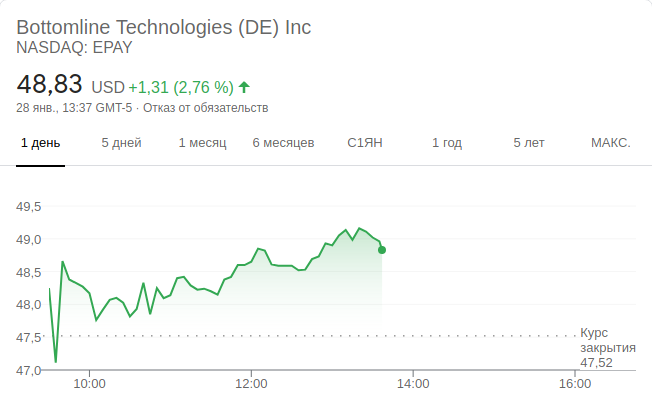 Bottomline Technologies (DE) Inc
NASDAQ: EPAY
48,83 USD +1,31 (2,76 %)
28 янв., 13:37 GMT-5 · Отказ от обязательств
1 день 5 дней 1 месяц 6 месяцев С1ЯН 1 год 5 лет МАКС.
49,5
49,0
48,5
48,0
47,5
Курс
закрытия
47,52
47,0
10:00 12:00 14:00 16:00